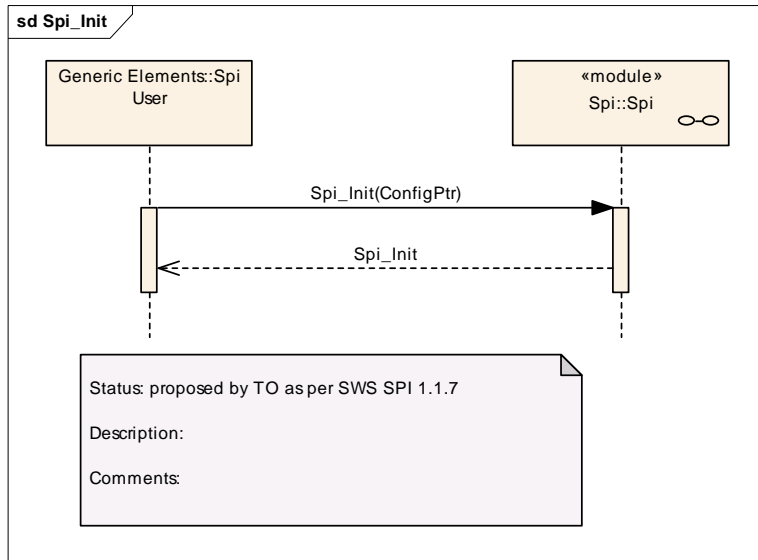 sd Spi_Init
Generic Elements::Spi
User
«module»
Spi::Spi
Spi_Init(ConfigPtr)
Spi_Init
Status: proposed by TO as per SWS SPI 1.1.7
Description:
Comments: